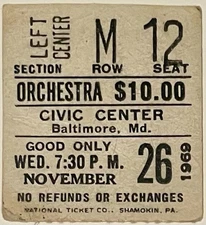 LEFT CENTER M 12
SECTION ROW SEAT
ORCHESTRA $10.00
CIVIC CENTER
Baltimore, Md.
GOOD ONLY
WED. 7:30 P.M.
NOVEMBER 26 1969
NO REFUNDS OR EXCHANGES
NATIONAL TICKET CO., SHAMOKIN, PA.